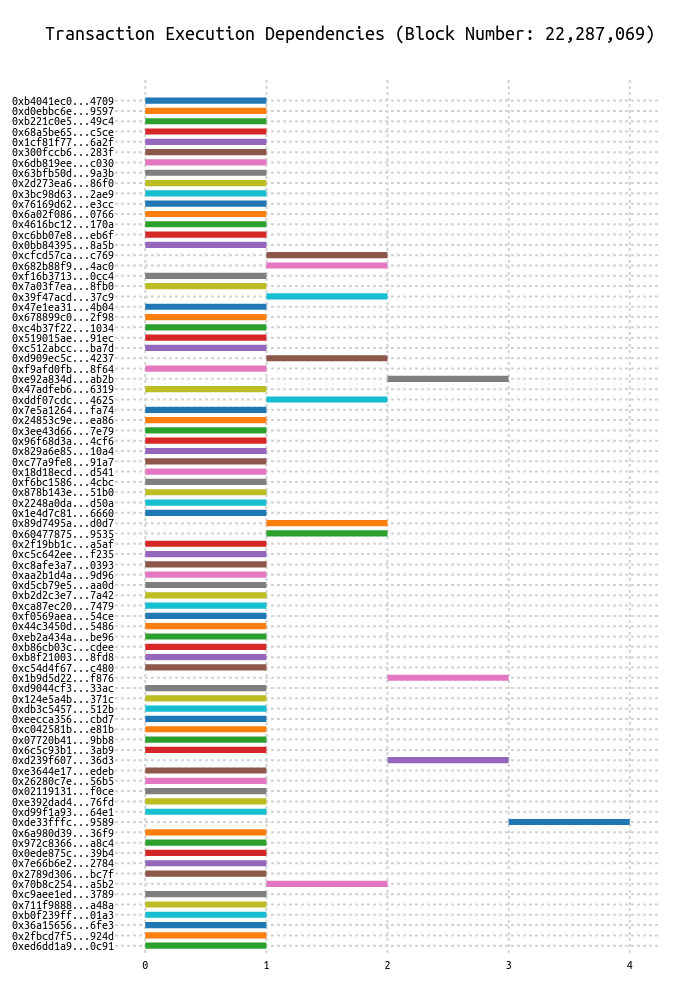 Transaction Execution Dependencies (Block Number: 22,287,069)
0xb4041ec0...4709
0xd0ebbc6e...9597
0xb221c0e5...49c4
0x68a5be65...c5ce
0x1cf81f77...6a2f
0x300fccb6...283f
0x6db819ee...c030
0x63bfb50d...9a3b
0x2d273ea6...86f0
0x3bc98d63...2ae9
0x76169d62...e3cc
0x6a02f086...0766
0x4616bc12...170a
0xc6bb07e8...eb6f
0x0bb84395...8a5b
0xcfcd57ca...c769
0x682b88f9...4ac0
0xf16b3713...0cc4
0x7a03f7ea...8fb0
0x39f47acd...37c9
0x47e1ea31...4b04
0x678899c0...2f98
0xc4b37f22...1034
0x519015ae...91ec
0xc512abcc...ba7d
0xd909ec5c...4237
0xf9afd0fb...8f64
0xe92a834d...ab2b
0x47adfeb6...6319
0xddf07cdc...4625
0x7e5a1264...fa74
0x24853c9e...ea86
0x3ee43d66...7e79
0x96f68d3a...4cf6
0x829a6e85...10a4
0xc77a9fe8...91a7
0x18d18ecd...d541
0xf6bc1586...4cbc
0x878b143e...51b0
0x2248a0da...d50a
0x1e4d7c81...6660
0x89d7495a...d0d7
0x60477875...9535
0x2f19bb1c...a5af
0xc5c642ee...f235
0xc8afe3a7...0393
0xaa2b1d4a...9d96
0xd5cb79e5...aa0d
0xb2d2c3e7...7a42
0xca87ec20...7479
0xf0569aea...54ce
0x44c3450d...5486
0xeb2a434a...be96
0xb86cb03c...cdee
0xb8f21003...8fd8
0xc54d4f67...c480
0x1b9d5d22...f876
0xd9044cf3...33ac
0x124e5a4b...371c
0xdb3c5457...512b
0xeecca356...cbd7
0xc042581b...e81b
0x07720b41...9bb8
0x6c5c93b1...3ab9
0xd239f607...36d3
0xe3644e17...edeb
0x26280c7e...56b5
0x02119131...f0ce
0xe392dad4...76fd
0xd99f1a93...64e1
0xde33fffc...9589
0x6a980d39...36f9
0x972c8366...a8c4
0x0ede875c...39b4
0x7e66b6e2...2784
0x2789d306...bc7f
0x70b8c254...a5b2
0xc9aee1ed...3789
0x711f9888...a48a
0xb0f239ff...01a3
0x36a15656...6fe3
0x2fbcd7f5...924d
0xed6dd1a9...0c91
0 1 2 3 4